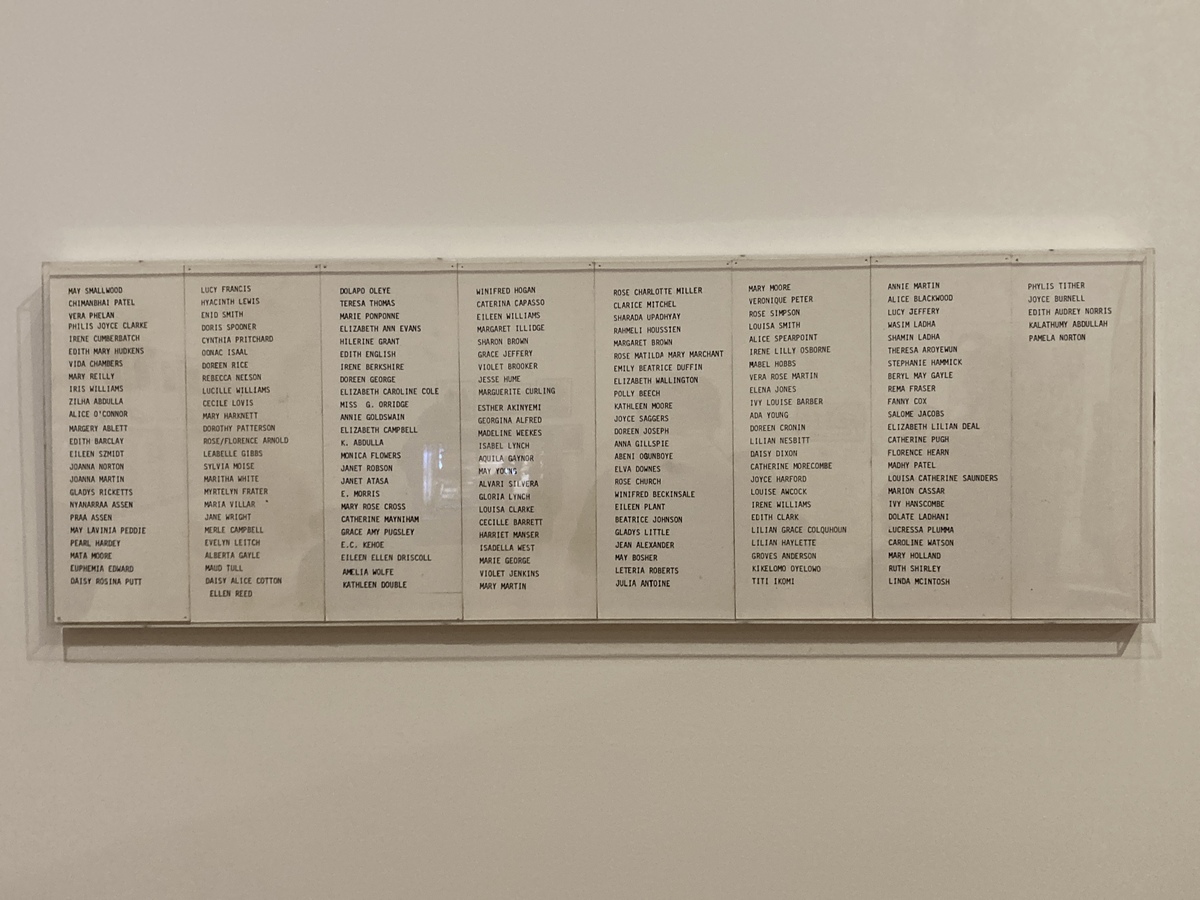 MAY SMALLWOOD
CHIMANBHAI PATEL
VERA PHELAN
PHILIS JOYCE CLARKE
IRENE CUMBERBATCH
EDITH MARY HUDKENS
VIDA CHAMBERS
MARY REILLY
IRIS WILLIAMS
ZILHA ABDULLA
ALICE O'CONNOR
MARGERY ABLETT
EDITH BARCLAY
EILEEN SZMIDT
JOANNA NORTON
JOANNA MARTIN
GLADYS RICKETTS
NYANARRAA ASSEN
PRAA ASSEN
MAY LAVINIA PEDDIE
PEARL HARDEY
MATA MOORE
EUPHEMIA EDWARD
DAISY ROSINA PUTT
LUCY FRANCIS
HYACINTH LEWIS
ENID SMITH
DORIS SPOONER
CYNTHIA PRITCHARD
OONAC ISAAL
DOREEN RICE
REBECCA NELSON
LUCILLE WILLIAMS
CECILE LOVIS
MARY HARKNETT
DOROTHY PATTERSON
ROSE/FLORENCE ARNOLD
LEABELLE GIBBS
SYLVIA MOISE
MARITHA WHITE
MYRTELYN FRATER
MARIA VILLAR
JANE WRIGHT
MERLE CAMPBELL
EVELYN LEITCH
ALBERTA GAYLE
MAUD TULL
DAISY ALICE COTTON
ELLEN REED
DOLAPO OLEYE
TERESA THOMAS
MARIE PONPONNE
ELIZABETH ANN EVANS
HILERINE GRANT
EDITH ENGLISH
IRENE BERKSHIRE
DOREEN GEORGE
ELIZABETH CAROLINE COLE
MISS G. ORRIDGE
ANNIE GOLDSWAIN
ELIZABETH CAMPBELL
K. ABDULLA
MONICA FLOWERS
JANET ROBSON
JANET ATASA
E. MORRIS
MARY ROSE CROSS
CATHERINE MAYNIHAM
GRACE AMY PUGSLEY
E.C. KEHOE
EILEEN ELLEN DRISCOLL
AMELIA WOLFE
KATHLEEN DOUBLE
WINIFRED HOGAN
CATERINA CAPASSO
EILEEN WILLIAMS
MARGARET ILLIDGE
SHARON BROWN
GRACE JEFFERY
VIOLET BROOKER
JESSE HUME
MARGUERITE CURLING
ESTHER AKINYEMI
GEORGINA ALFRED
MADELINE WEEKES
ISABEL LYNCH
AQUILA GAYNOR
MAY YOUNG
ALVARI SILVERA
GLORIA LYNCH
LOUISA CLARKE
CECILLE BARRETT
HARRIET MANSER
ISADELLA WEST
MARIE GEORGE
VIOLET JENKINS
MARY MARTIN
ROSE CHARLOTTE MILLER
CLARICE MITCHEL
SHARADA UPADHYAY
RAHMELI HOUSSIEN
MARGARET BROWN
ROSE MATILDA MARY MARCHANT
EMILY BEATRICE DUFFIN
ELIZABETH WALLINGTON
POLLY BEECH
KATHLEEN MOORE
JOYCE SAGGERS
DOREEN JOSEPH
ANNA GILLSPIE
ABENI OGUNBOYE
ELVA DOWNES
ROSE CHURCH
WINIFRED BECKINSALE
EILEEN PLANT
BEATRICE JOHNSON
GLADYS LITTLE
JEAN ALEXANDER
MAY BOSHER
LETERIA ROBERTS
JULIA ANTOINE
MARY MOORE
VERONIQUE PETER
ROSE SIMPSON
LOUISA SMITH
ALICE SPEARPOINT
IRENE LILLY OSBORNE
MABEL HOBBS
VERA ROSE MARTIN
ELENA JONES
IVY LOUISE BARBER
ADA YOUNG
DOREEN CRONIN
LILIAN NESBITT
DAISY DIXON
CATHERINE MORECOMBE
JOYCE HARFORD
LOUISE AWCOCK
IRENE WILLIAMS
EDITH CLARK
LILIAN GRACE COLQUHOUN
LILIAN HAYLETTE
GROVES ANDERSON
KIKELOMO OYELOWO
TITI IKOMI
ANNIE MARTIN
ALICE BLACKWOOD
LUCY JEFFERY
WASIM LADHA
SHAMIN LADHA
THERESA AROYEWUN
STEPHANIE HAMMICK
BERYL MAY GAYLE
REMA FRASER
FANNY COX
SALOME JACOBS
ELIZABETH LILIAN DEAL
CATHERINE PUGH
FLORENCE HEARN
MADHY PATEL
LOUISA CATHERINE SAUNDERS
MARION CASSAR
IVY HANSCOMBE
DOLATE LADHANI
LUCRESSA PLUMMA
CAROLINE WATSON
MARY HOLLAND
RUTH SHIRLEY
LINDA MCINTOSH
PHYLIS TITHER
JOYCE BURNELL
EDITH AUDREY NORRIS
KALATHUMY ABDULLAH
PAMELA NORTON